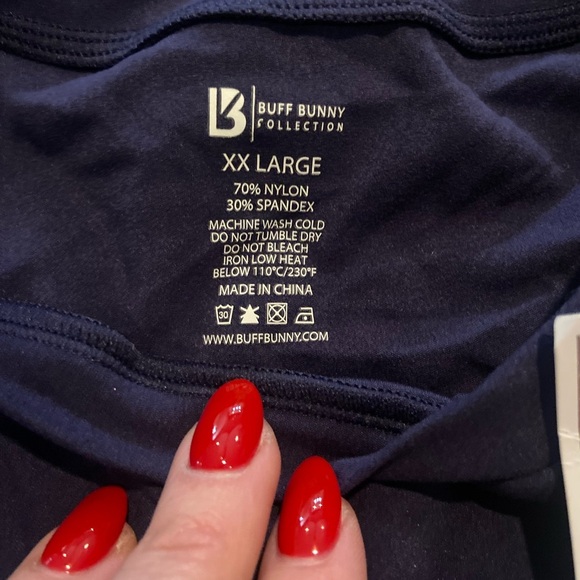 BUFF BUNNY
COLLECTION
XX LARGE
70% NYLON
30% SPANDEX
MACHINE WASH COLD
DO NOT TUMBLE DRY
DO NOT BLEACH
IRON LOW HEAT
BELOW 110°C/230°F
MADE IN CHINA
30
WWW.BUFFBUNNY.COM